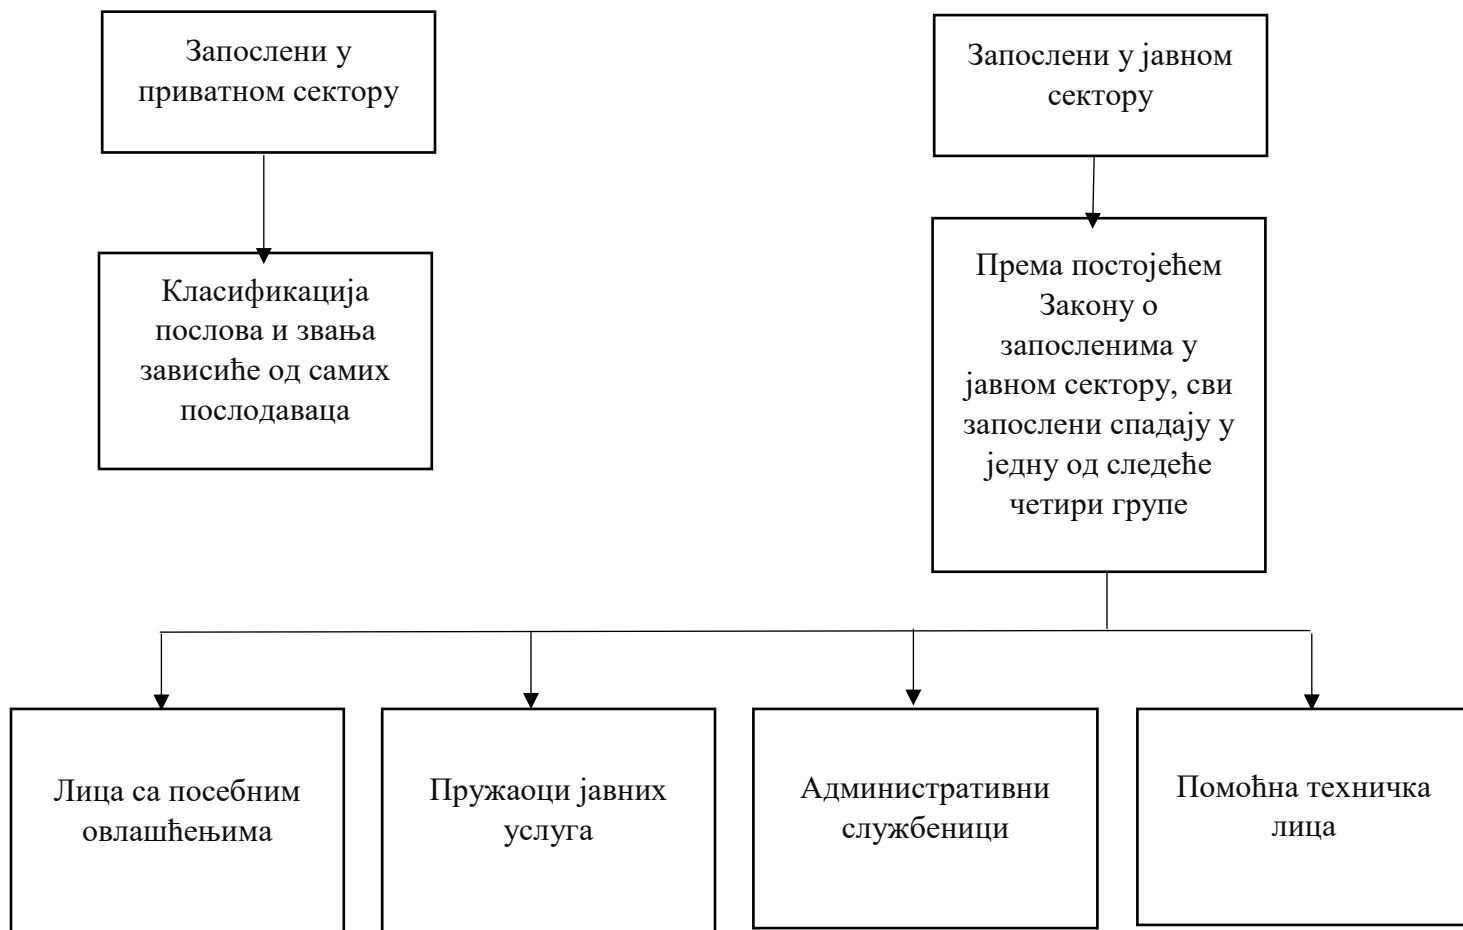 Запослени у
приватном сектору
Запослени у јавном
сектору
Класификација
послова и звања
зависиће од самих
послодаваца
Према постојећем
Закону о
запосленима у
јавном сектору, сви
запослени спадају у
једну од следеће
четири групе
Лица са посебним
овлашћењима
Пружаоци јавних
услуга
Административни
службеници
Помоћна техничка
лица